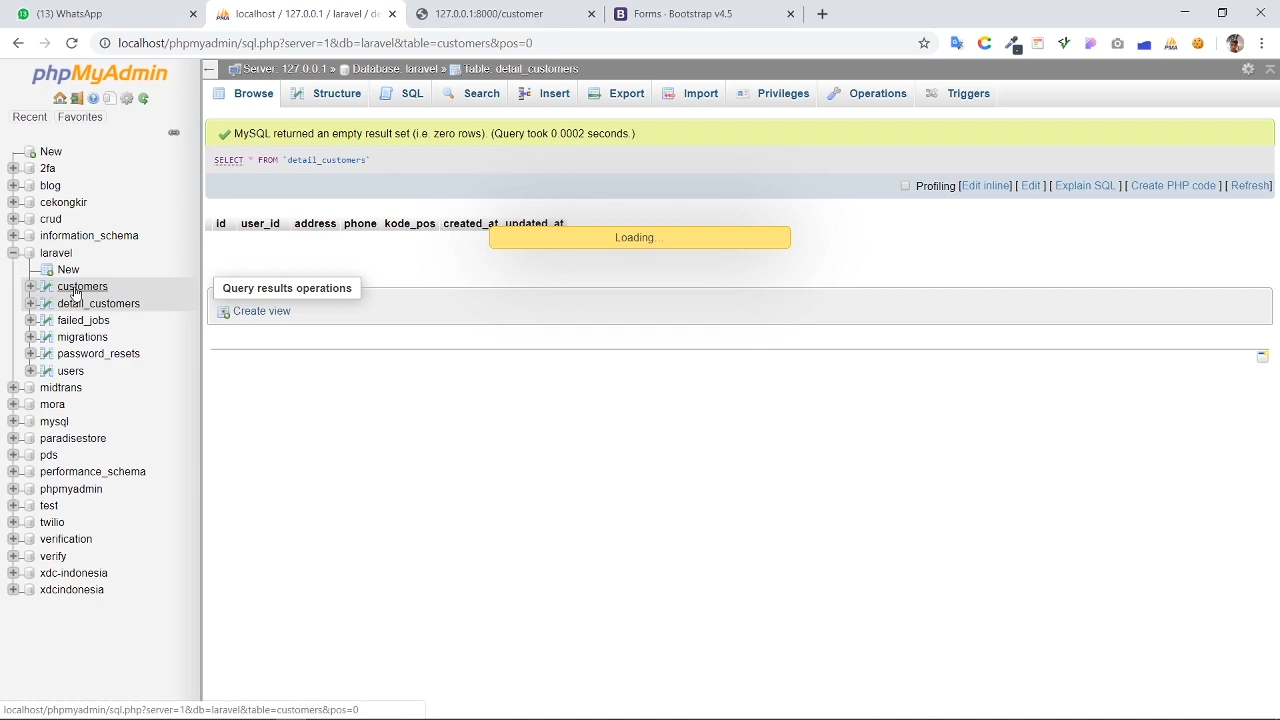 (13) WhatsApp
localhost / 127.0.0.1 / laravel / de
127.0.0.1:8000/customer
Forms - Bootstrap v4.5
localhost/phpmyadmin/sql.php?server=1&db=laravel&table=customers&pos=0
phpMyAdmin
Recent Favorites
New
2fa
blog
cekongkir
crud
information_schema
laravel
New
customers
detail_customers
failed_jobs
migrations
password_resets
users
midtrans
mora
mysql
paradisestore
pds
performance_schema
phpmyadmin
test
twilio
verification
verify
xdc-indonesia
xdcindonesia
Server: 127.0.0.1 » Database: laravel » Table: detail_customers
Browse Structure SQL Search Insert Export Import Privileges Operations Triggers
MySQL returned an empty result set (i.e. zero rows). (Query took 0.0002 seconds.)
SELECT * FROM `detail_customers`
Profiling [Edit inline] [ Edit ] [ Explain SQL ] [ Create PHP code ] [ Refresh]
id user_id address phone kode_pos created_at updated_at
Loading…
Query results operations
Create view
localhost/phpmyadmin/sql.php?server=1&db=laravel&table=customers&pos=0